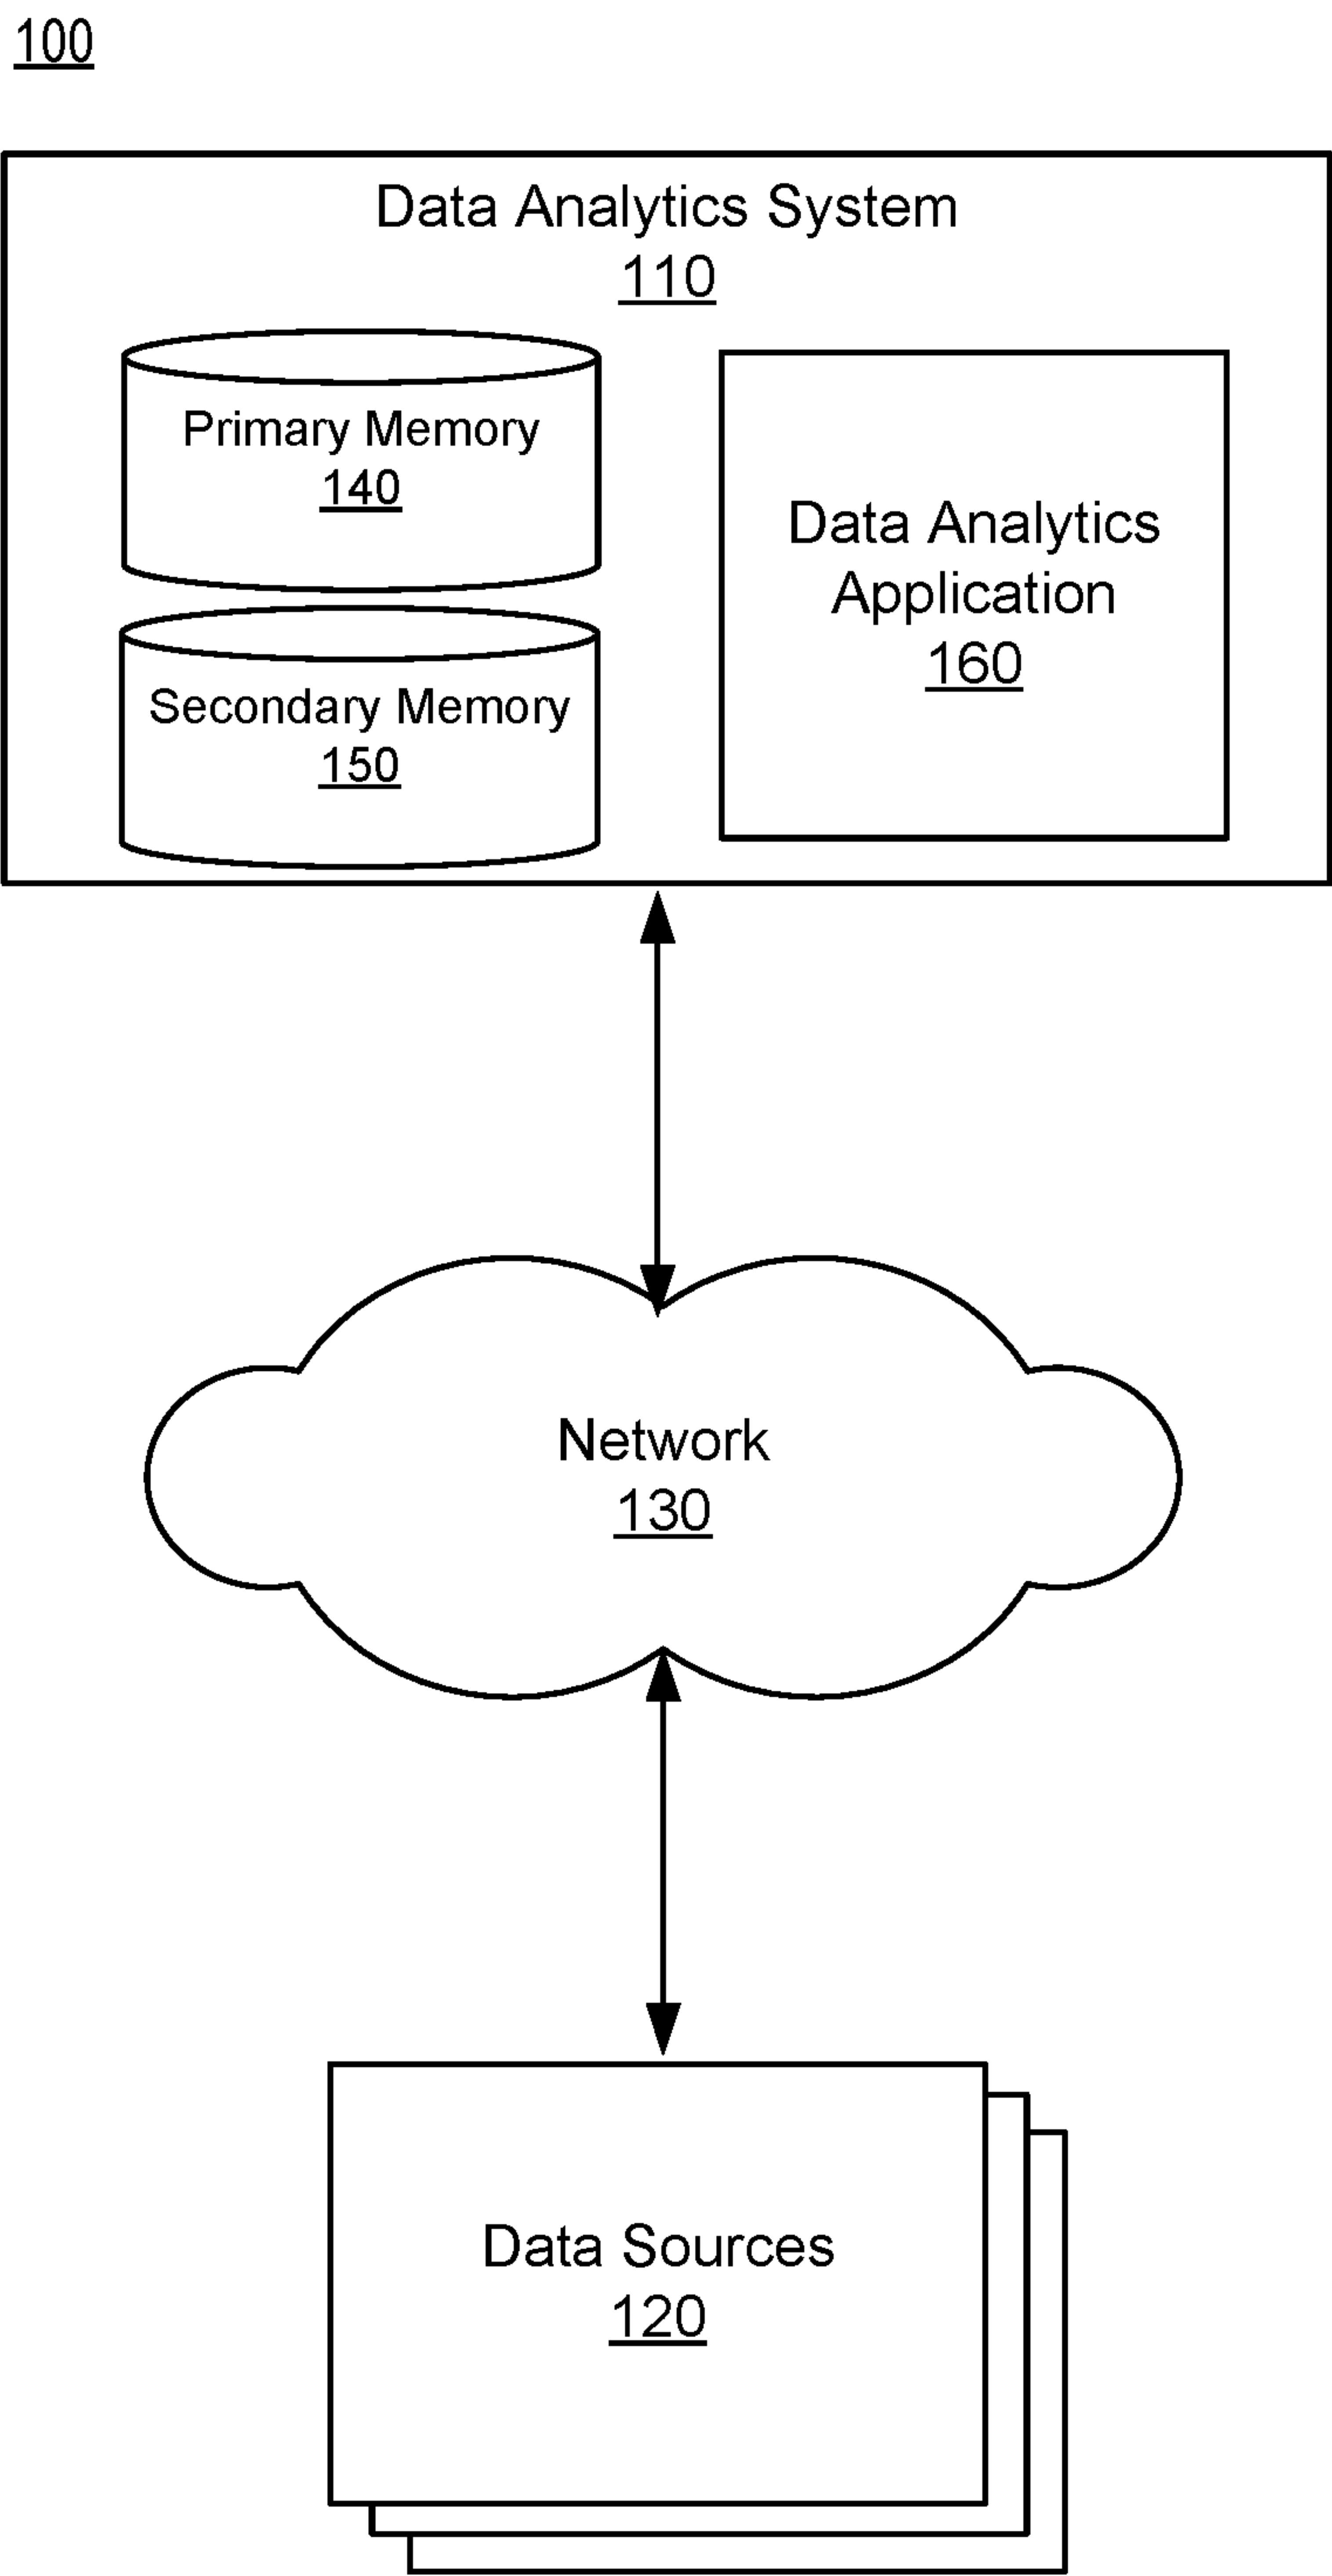 100
Data Analytics System
110
Primary Memory
140
Secondary Memory
150
Data Analytics
Application
160
Network
130
Data Sources
120